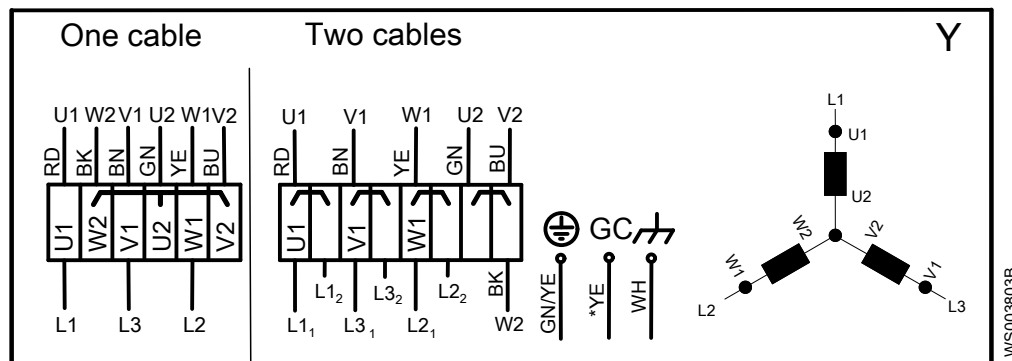 One cable Two cables Y
U1 W2 V1 U2 W1 V2
RD BK BN GN YE BU
U1 W2 V1 U2 W1 V2
L1 L3 L2
U1 V1 W1 U2 V2
RD BN YE GN BU
U1 V1 W1
L1₂ L3₂ L2₂ BK
L1₁ L3₁ L2₁ W2
GC
GN/YE *YE WH
L1
U1
U2
W2 V2
W1 V1
L2 L3
WS003803B